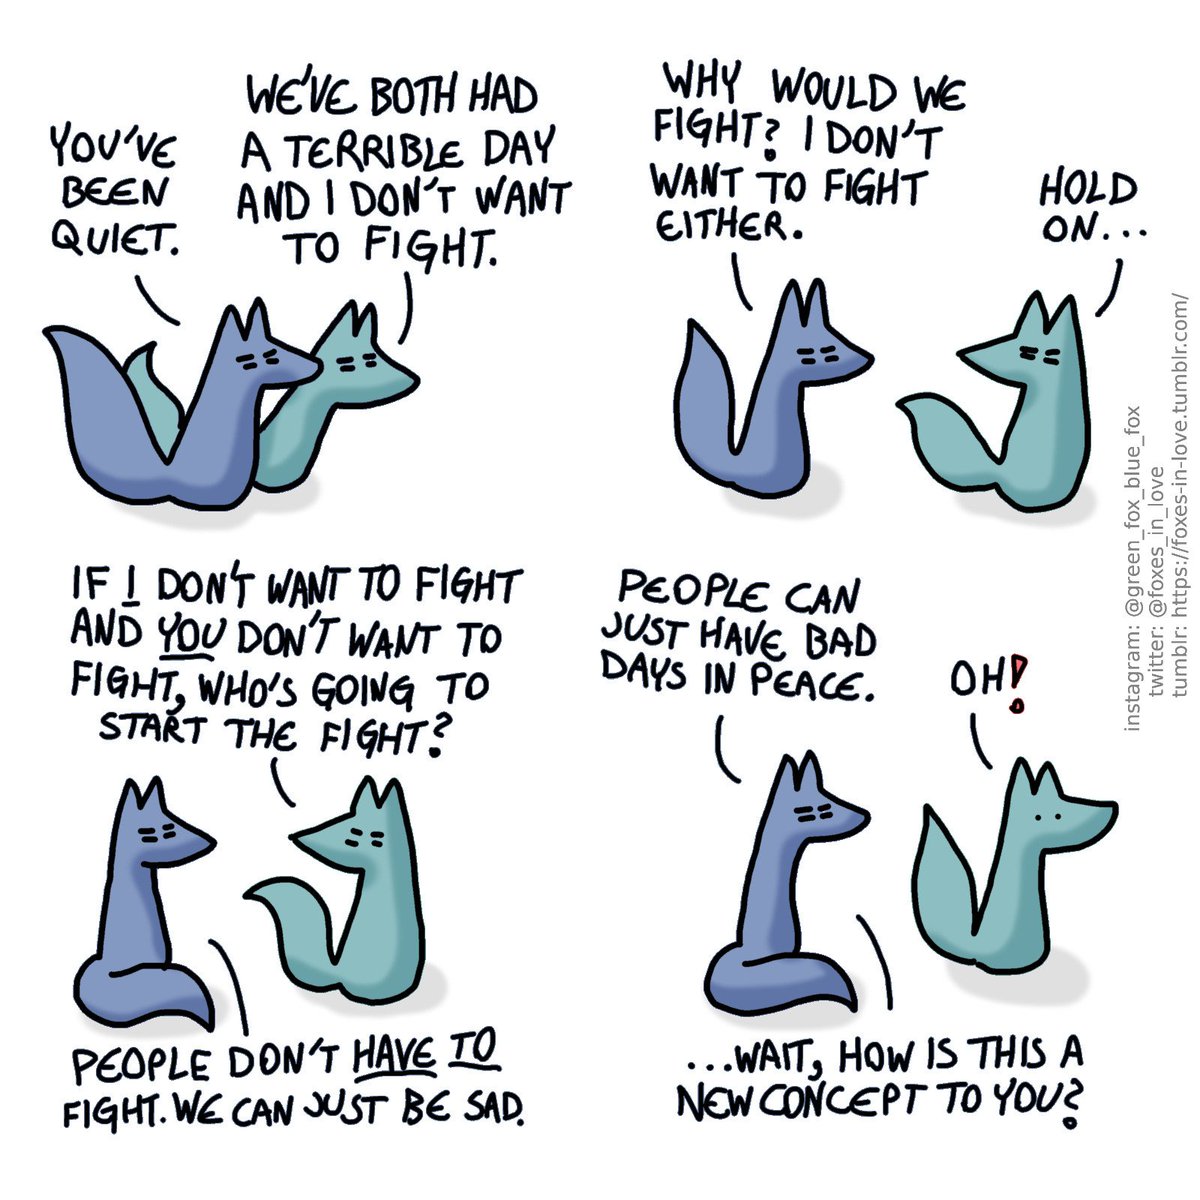 YOU'VE
BEEN
QUIET.
WE'VE BOTH HAD
A TERRIBLE DAY
AND I DON'T WANT
TO FIGHT.
WHY WOULD WE
FIGHT? I DON'T
WANT TO FIGHT
EITHER.
HOLD
ON...
IF I DON'T WANT TO FIGHT
AND YOU DON'T WANT TO
FIGHT, WHO'S GOING TO
START THE FIGHT?
PEOPLE DON'T HAVE TO
FIGHT. WE CAN JUST BE SAD.
PEOPLE CAN
JUST HAVE BAD
DAYS IN PEACE.
OH!
...WAIT, HOW IS THIS A
NEW CONCEPT TO YOU?
instagram: @green_fox_blue_fox
twitter: @foxes_in_love
tumblr: https://foxes-in-love.tumblr.com/